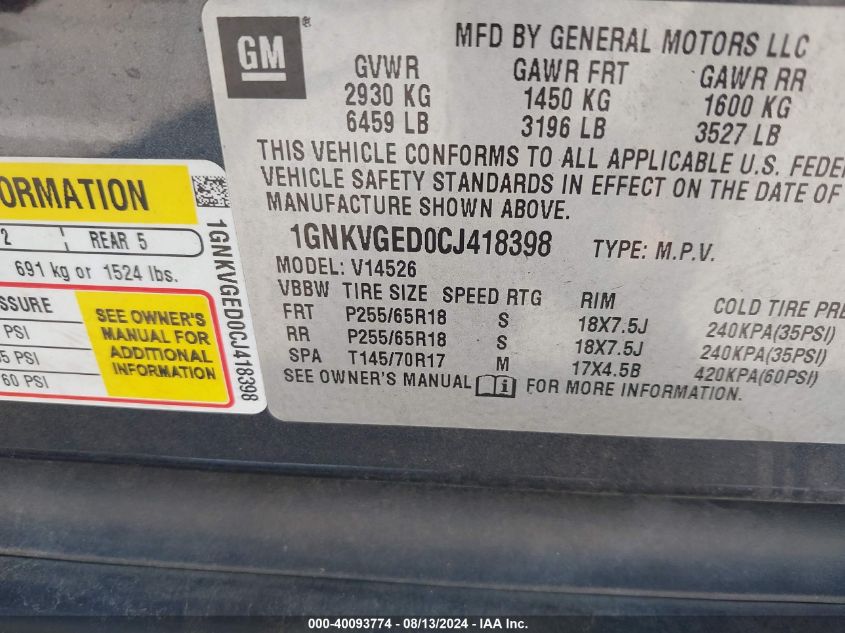 GM ®
MFD BY GENERAL MOTORS LLC
GVWR GAWR FRT GAWR RR
2930 KG 1450 KG 1600 KG
6459 LB 3196 LB 3527 LB
THIS VEHICLE CONFORMS TO ALL APPLICABLE U.S. FEDE
VEHICLE SAFETY STANDARDS IN EFFECT ON THE DATE OF
MANUFACTURE SHOWN ABOVE.
1GNKVGED0CJ418398 TYPE: M.P.V.
MODEL: V14526
VBBW TIRE SIZE SPEED RTG RIM COLD TIRE PRE
FRT P255/65R18 S 18X7.5J 240KPA(35PSI)
RR P255/65R18 S 18X7.5J 240KPA(35PSI)
SPA T145/70R17 M 17X4.5B 420KPA(60PSI)
SEE OWNER'S MANUAL i FOR MORE INFORMATION.
ORMATION
2 REAR 5
691 kg or 1524 lbs.
SSURE
PSI
5 PSI
60 PSI
SEE OWNER'S
MANUAL FOR
ADDITIONAL
INFORMATION
1GNKVGED0CJ418398
000-40093774 - 08/13/2024 - IAAI - Copyright IAA, Inc.